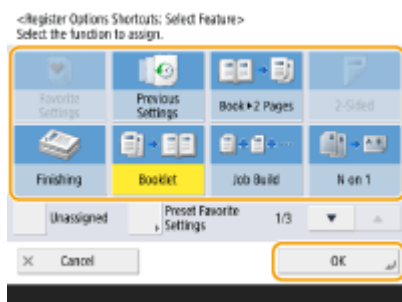 <Register Options Shortcuts: Select Feature>
Select the function to assign.
Favorite Settings
Previous Settings
Book ▸ 2 Pages
2-Sided
Finishing
Booklet
Job Build
N on 1
Unassigned
Preset Favorite Settings
1/3
▼
▲
× Cancel
OK